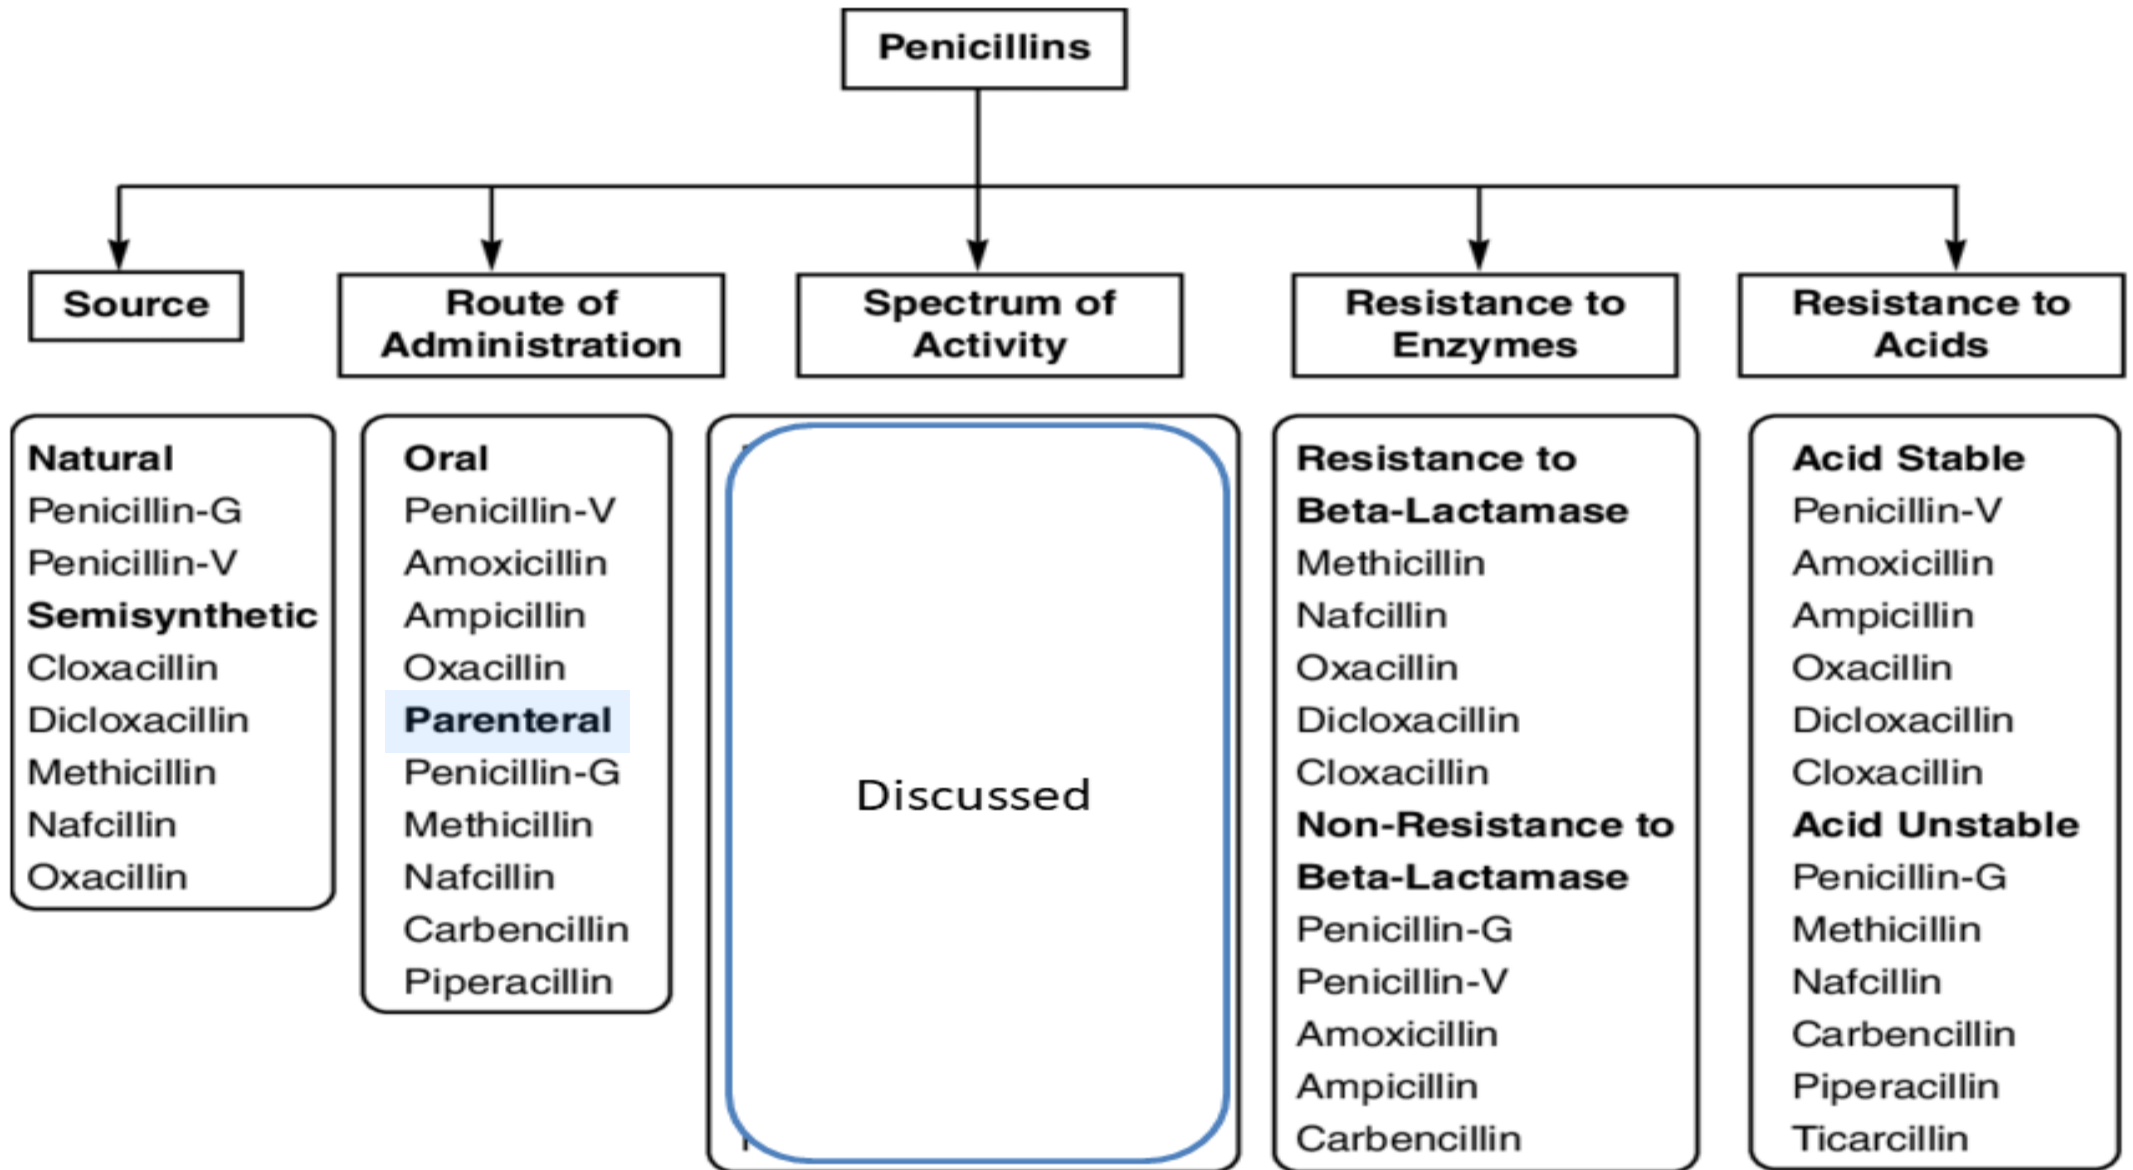 Penicillins
Source
Route of
Administration
Spectrum of
Activity
Resistance to
Enzymes
Resistance to
Acids
Natural
Penicillin-G
Penicillin-V
Semisynthetic
Cloxacillin
Dicloxacillin
Methicillin
Nafcillin
Oxacillin
Oral
Penicillin-V
Amoxicillin
Ampicillin
Oxacillin
Parenteral
Penicillin-G
Methicillin
Nafcillin
Carbencillin
Piperacillin
Discussed
Resistance to
Beta-Lactamase
Methicillin
Nafcillin
Oxacillin
Dicloxacillin
Cloxacillin
Non-Resistance to
Beta-Lactamase
Penicillin-G
Penicillin-V
Amoxicillin
Ampicillin
Carbencillin
Acid Stable
Penicillin-V
Amoxicillin
Ampicillin
Oxacillin
Dicloxacillin
Cloxacillin
Acid Unstable
Penicillin-G
Methicillin
Nafcillin
Carbencillin
Piperacillin
Ticarcillin